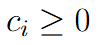 c_i ≥ 0